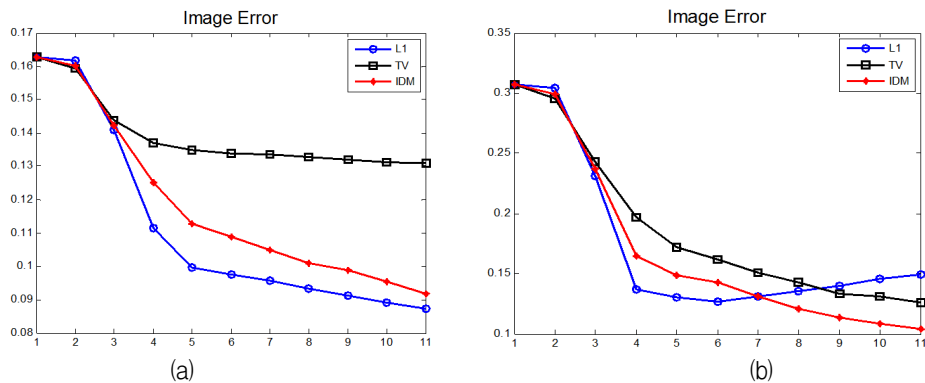 Image Error
0.17
0.16
0.15
0.14
0.13
0.12
0.11
0.1
0.09
0.08
1 2 3 4 5 6 7 8 9 10 11
L1
TV
IDM
(a)
Image Error
0.35
0.3
0.25
0.2
0.15
0.1
1 2 3 4 5 6 7 8 9 10 11
L1
TV
IDM
(b)